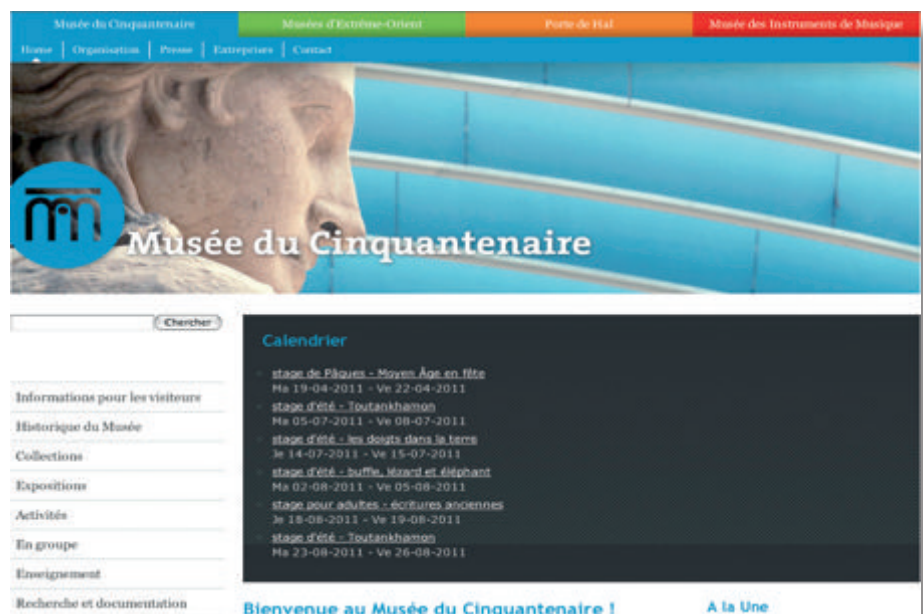 Musée du Cinquantenaire
Musées d'Extrême-Orient
Porte de Hal
Musée des Instruments de Musique
Home
Organisation
Presse
Entreprises
Contact
Musée du Cinquantenaire
Chercher
Informations pour les visiteurs
Historique du Musée
Collections
Expositions
Activités
En groupe
Enseignement
Recherche et documentation
Calendrier
stage de Pâques - Moyen Âge en fête
Ma 19-04-2011 - Ve 22-04-2011
stage d'été - Toutankhamon
Ma 05-07-2011 - Ve 08-07-2011
stage d'été - les doigts dans la terre
Je 14-07-2011 - Ve 15-07-2011
stage d'été - buffle, lézard et éléphant
Ma 02-08-2011 - Ve 05-08-2011
stage pour adultes - écritures anciennes
Je 18-08-2011 - Ve 19-08-2011
stage d'été - Toutankhamon
Ma 23-08-2011 - Ve 26-08-2011
Bienvenue au Musée du Cinquantenaire !
A la Une